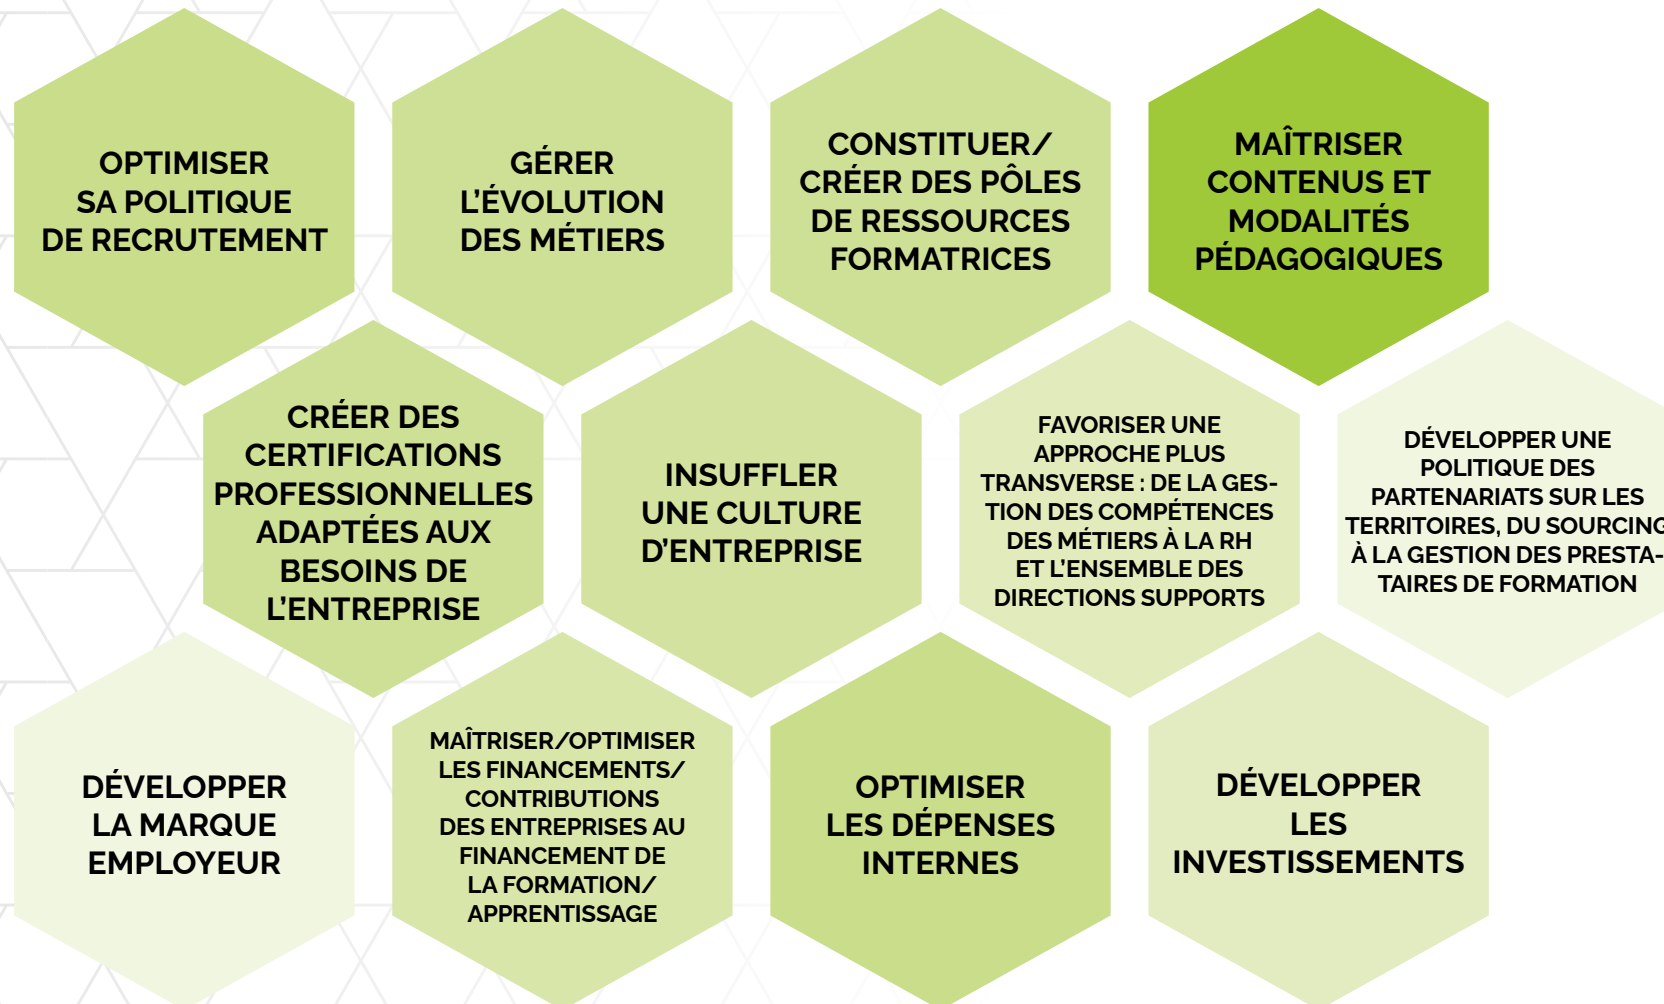 OPTIMISER
SA POLITIQUE
DE RECRUTEMENT
GÉRER
L’ÉVOLUTION
DES MÉTIERS
CONSTITUER/
CRÉER DES PÔLES
DE RESSOURCES
FORMATRICES
MAÎTRISER
CONTENUS ET
MODALITÉS
PÉDAGOGIQUES
CRÉER DES
CERTIFICATIONS
PROFESSIONNELLES
ADAPTÉES AUX
BESOINS DE
L’ENTREPRISE
INSUFFLER
UNE CULTURE
D’ENTREPRISE
FAVORISER UNE
APPROCHE PLUS
TRANSVERSE : DE LA GES-
TION DES COMPÉTENCES
DES MÉTIERS À LA RH
ET L’ENSEMBLE DES
DIRECTIONS SUPPORTS
DÉVELOPPER UNE
POLITIQUE DES
PARTENARIATS SUR LES
TERRITOIRES, DU SOURCING
À LA GESTION DES PRESTA-
TAIRES DE FORMATION
DÉVELOPPER
LA MARQUE
EMPLOYEUR
MAÎTRISER/OPTIMISER
LES FINANCEMENTS/
CONTRIBUTIONS
DES ENTREPRISES AU
FINANCEMENT DE
LA FORMATION/
APPRENTISSAGE
OPTIMISER
LES DÉPENSES
INTERNES
DÉVELOPPER
LES
INVESTISSEMENTS